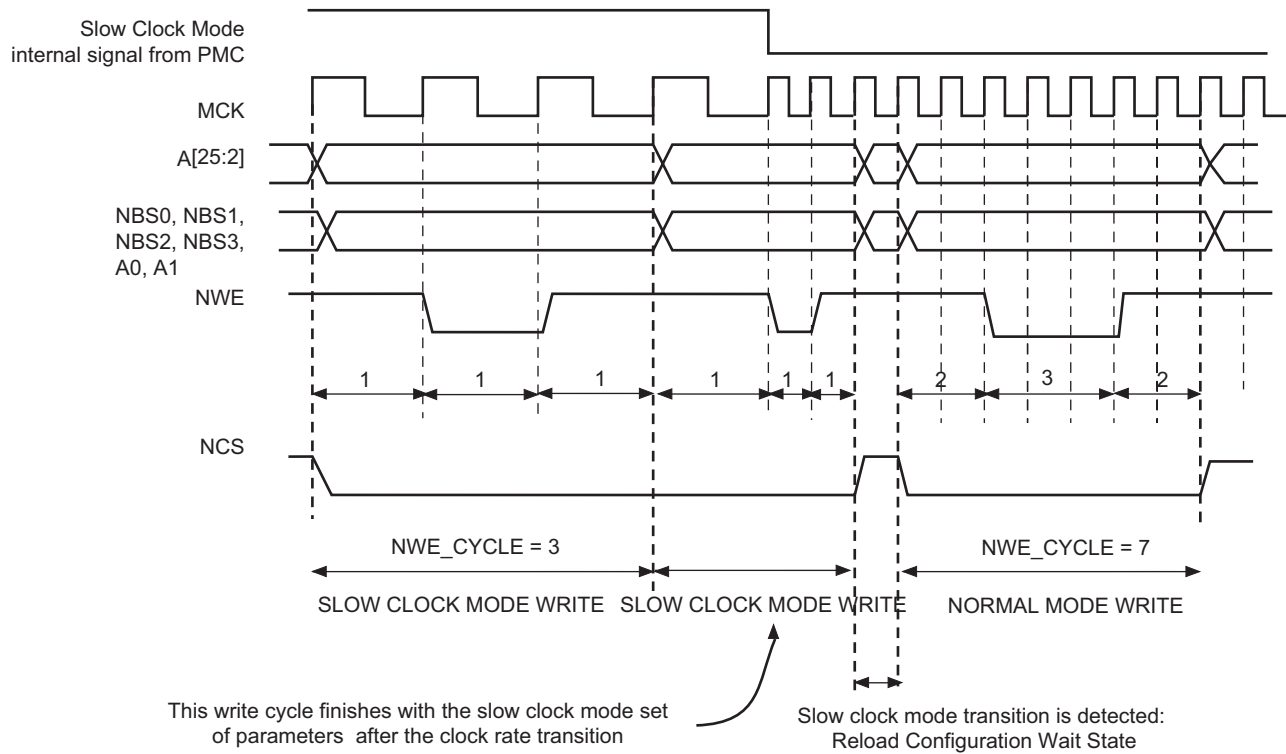 Slow Clock Mode
internal signal from PMC
MCK
A[25:2]
NBS0, NBS1,
NBS2, NBS3,
A0, A1
NWE
1 1 1 1 1 1 2 3 2
NCS
NWE_CYCLE = 3 NWE_CYCLE = 7
SLOW CLOCK MODE WRITE SLOW CLOCK MODE WRITE NORMAL MODE WRITE
This write cycle finishes with the slow clock mode set
of parameters after the clock rate transition
Slow clock mode transition is detected:
Reload Configuration Wait State